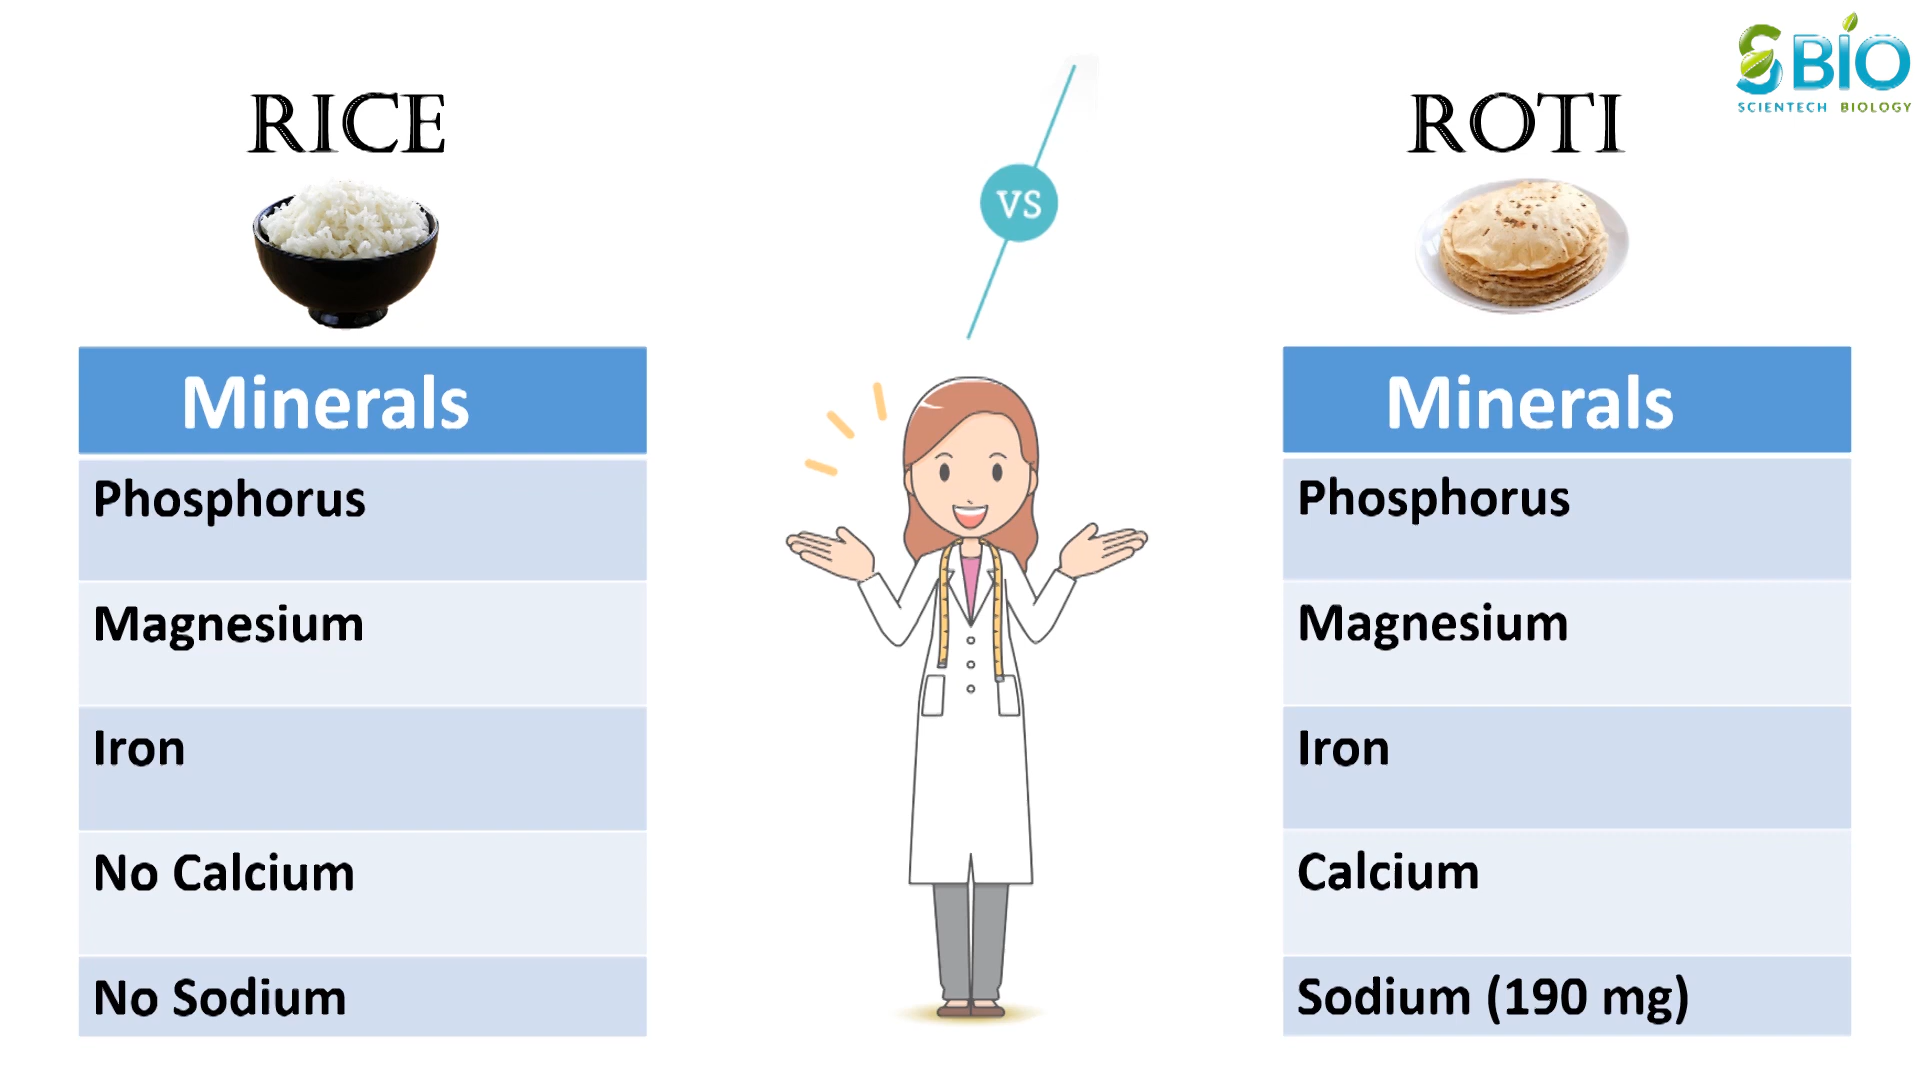 RICE
VS
ROTI
S BIO
SCIENTECH BIOLOGY
Minerals
Phosphorus
Magnesium
Iron
No Calcium
No Sodium
Minerals
Phosphorus
Magnesium
Iron
Calcium
Sodium (190 mg)